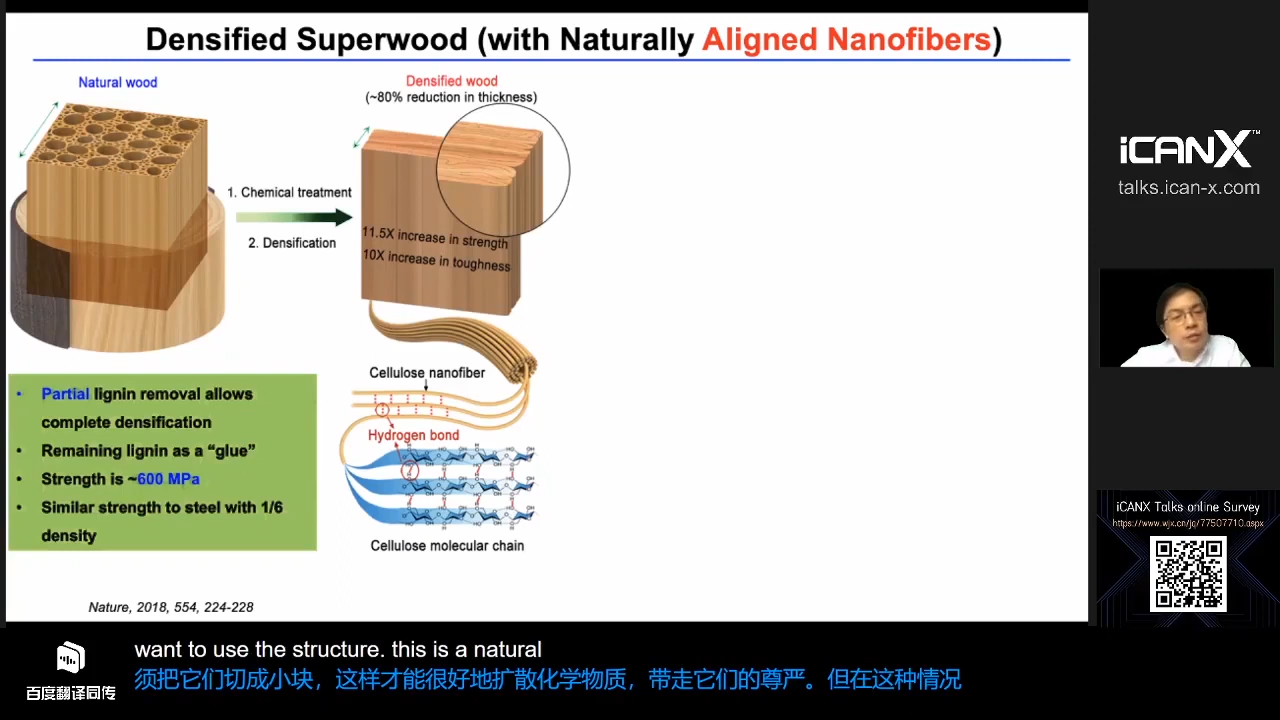 Densified Superwood (with Naturally Aligned Nanofibers)
Natural wood
Densified wood
(~80% reduction in thickness)
1. Chemical treatment
2. Densification
11.5X increase in strength
10X increase in toughness
Cellulose nanofiber
Hydrogen bond
Cellulose molecular chain
• Partial lignin removal allows
complete densification
• Remaining lignin as a “glue”
• Strength is ~600 MPa
• Similar strength to steel with 1/6
density
Nature, 2018, 554, 224-228
iCANX™
talks.ican-x.com
iCANX Talks online Survey
https://www.wjx.cn/jq/77507710.aspx
百度翻译同传
want to use the structure. this is a natural
须把它们切成小块，这样才能很好地扩散化学物质，带走它们的尊严。但在这种情况